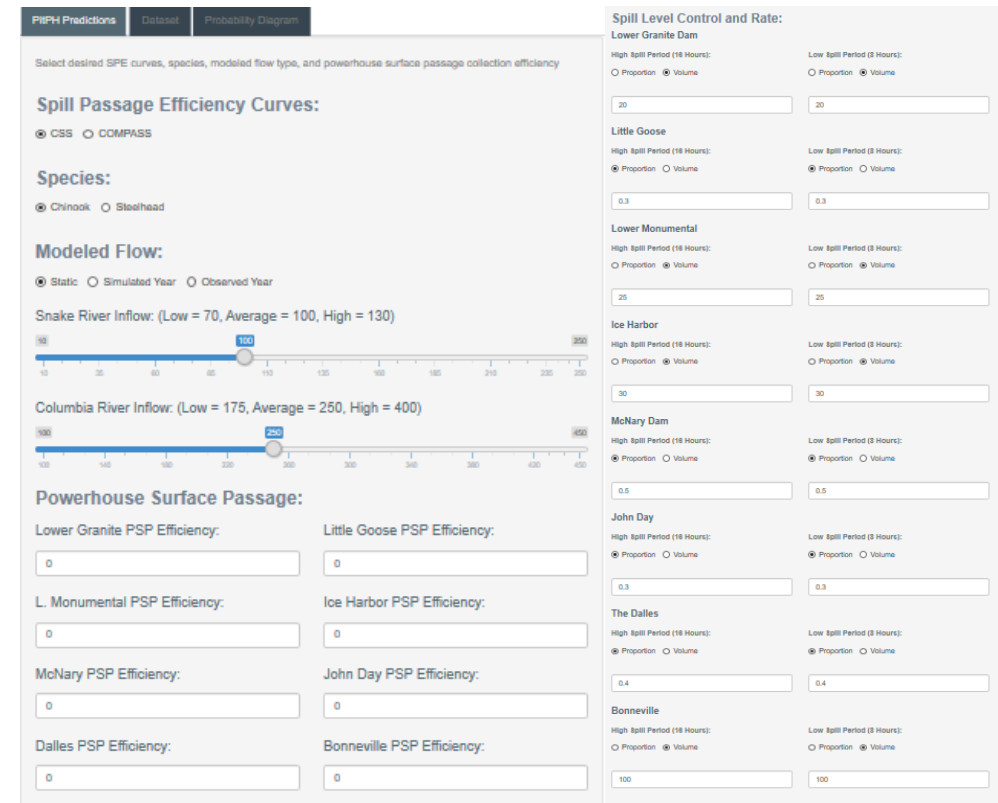 PitPH Predictions
Dataset
Probability Diagram
Select desired SPE curves, species, modeled flow type, and powerhouse surface passage collection efficiency
Spill Passage Efficiency Curves:
CSS COMPASS
Species:
Chinook Steelhead
Modeled Flow:
Static Simulated Year Observed Year
Snake River Inflow: (Low = 70, Average = 100, High = 130)
10 100 250
10 35 60 85 110 135 160 185 210 235 250
Columbia River Inflow: (Low = 175, Average = 250, High = 400)
100 250 450
100 140 180 220 260 300 340 380 420 450
Powerhouse Surface Passage:
Lower Granite PSP Efficiency: Little Goose PSP Efficiency:
0 0
L. Monumental PSP Efficiency: Ice Harbor PSP Efficiency:
0 0
McNary PSP Efficiency: John Day PSP Efficiency:
0 0
Dalles PSP Efficiency: Bonneville PSP Efficiency:
0 0
Spill Level Control and Rate:
Lower Granite Dam
High Spill Period (16 Hours): Low Spill Period (8 Hours):
Proportion Volume Proportion Volume
20 20
Little Goose
High Spill Period (16 Hours): Low Spill Period (8 Hours):
Proportion Volume Proportion Volume
0.3 0.3
Lower Monumental
High Spill Period (16 Hours): Low Spill Period (8 Hours):
Proportion Volume Proportion Volume
25 25
Ice Harbor
High Spill Period (16 Hours): Low Spill Period (8 Hours):
Proportion Volume Proportion Volume
30 30
McNary Dam
High Spill Period (16 Hours): Low Spill Period (8 Hours):
Proportion Volume Proportion Volume
0.5 0.5
John Day
High Spill Period (16 Hours): Low Spill Period (8 Hours):
Proportion Volume Proportion Volume
0.3 0.3
The Dalles
High Spill Period (16 Hours): Low Spill Period (8 Hours):
Proportion Volume Proportion Volume
0.4 0.4
Bonneville
High Spill Period (16 Hours): Low Spill Period (8 Hours):
Proportion Volume Proportion Volume
100 100